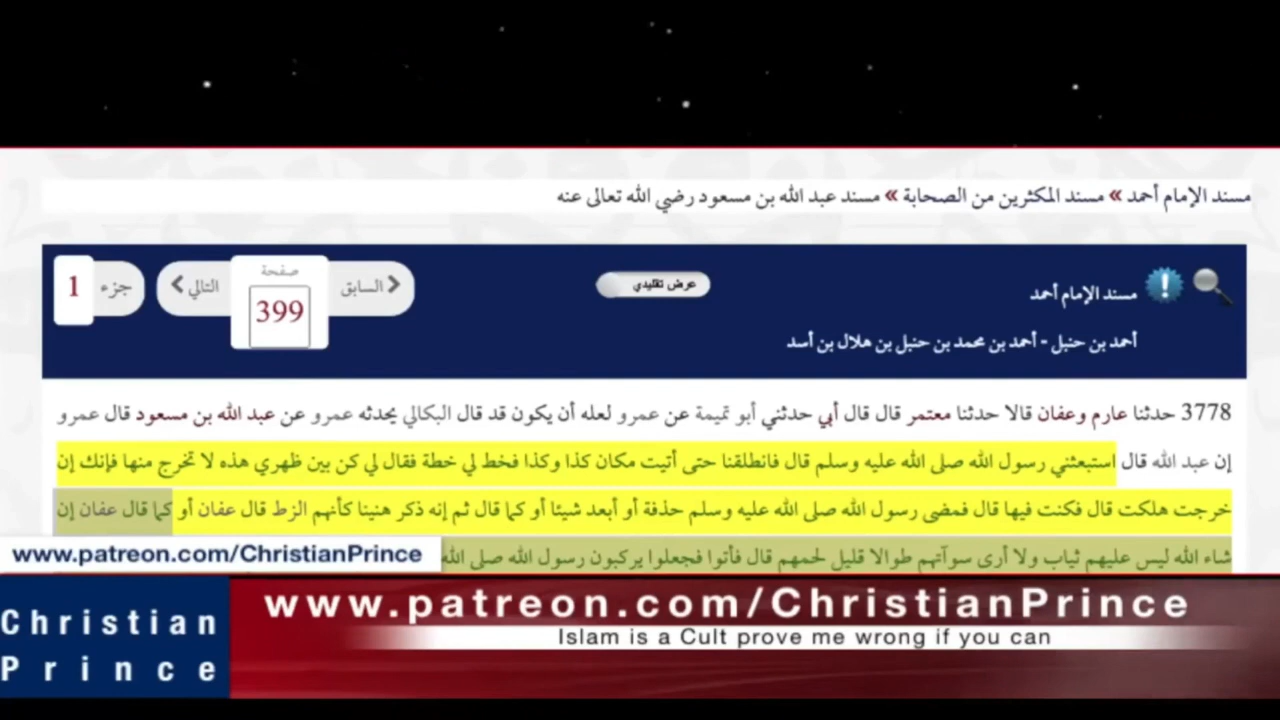 مسند الإمام أحمد » مسند المكثرين من الصحابة » مسند عبد الله بن مسعود رضي الله تعالى عنه
مسند الإمام أحمد
عرض تقليدي
السابق
صفحة
399
التالي
جزء
1
أحمد بن حنبل - أحمد بن محمد بن حنبل بن هلال بن أسد
3778 حدثنا عارم وعفان قالا حدثنا معتمر قال قال أبي حدثني أبو تميمة عن عمرو لعله أن يكون قد قال البكالي يحدثه عمرو عن عبد الله بن مسعود قال عمرو
إن عبد الله قال استبعثني رسول الله صلى الله عليه وسلم قال فانطلقنا حتى أتيت مكان كذا وكذا فخط لي خطة فقال لي كن بين ظهري هذه لا تخرج منها فإنك إن
خرجت هلكت قال فكنت فيها قال فمضى رسول الله صلى الله عليه وسلم حذفة أو أبعد شيئا أو كما قال ثم إنه ذكر هنينا كأنهم الزط قال عفان أو كما قال عفان إن
شاء الله ليس عليهم ثياب ولا أرى سوآتهم طوالا قليل لحمهم قال فأتوا فجعلوا يركبون رسول الله صلى الله
www.patreon.com/ChristianPrince
Christian
Prince
www.patreon.com/ChristianPrince
Islam is a Cult prove me wrong if you can